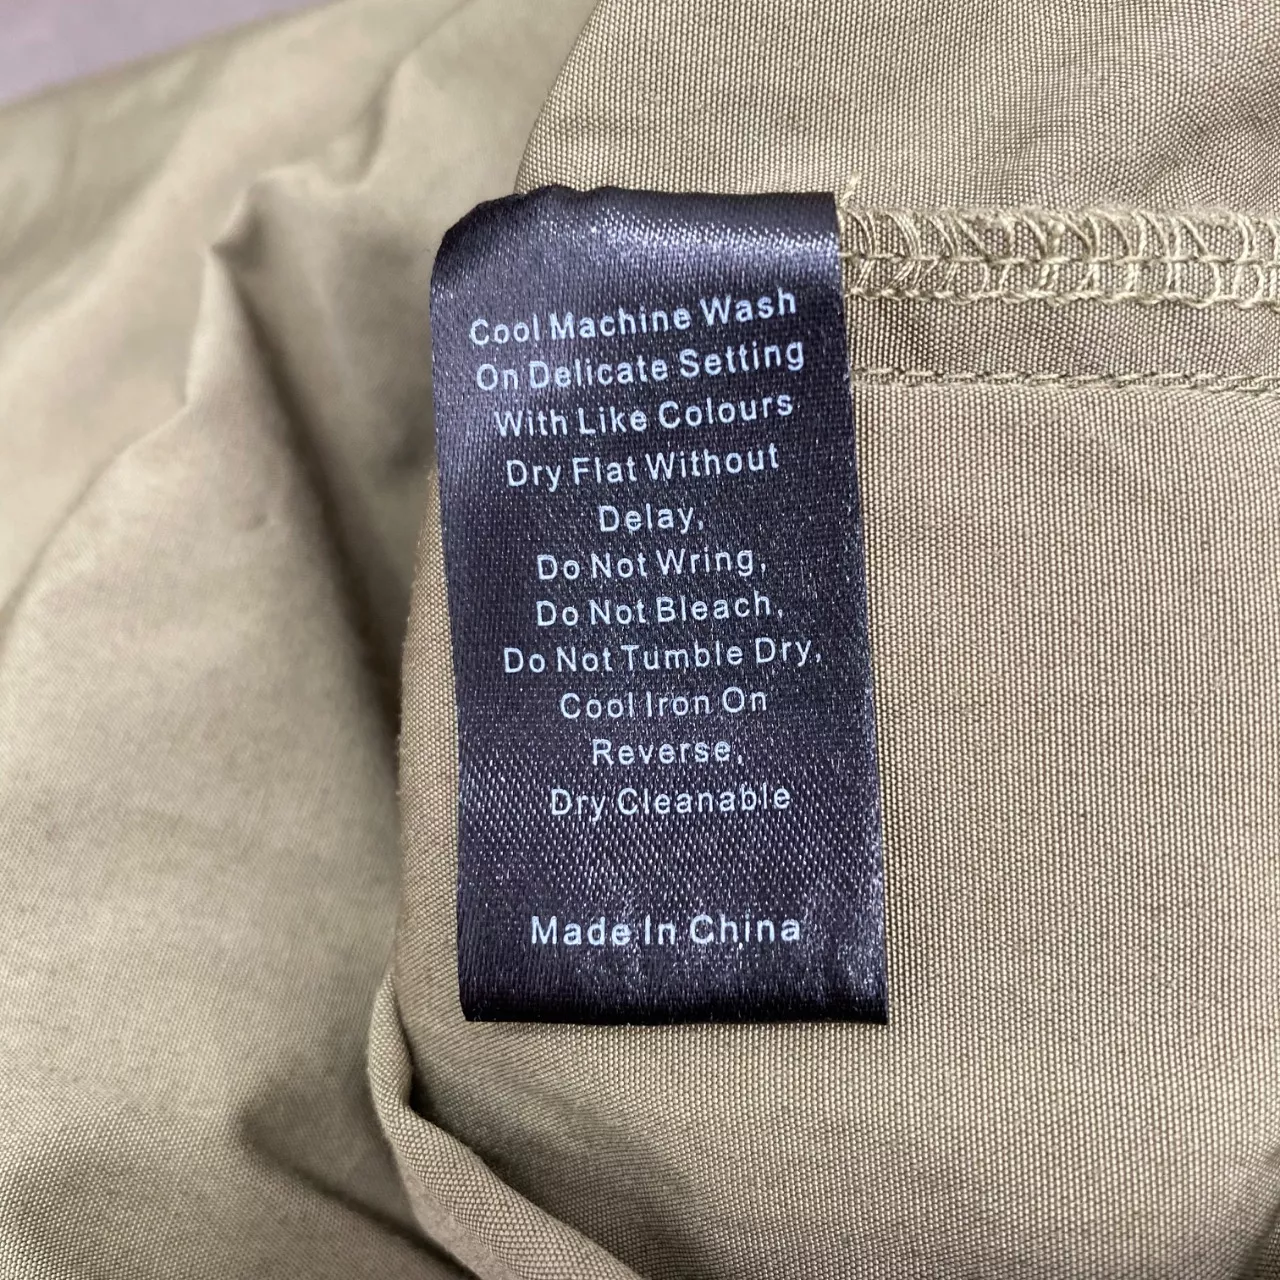 Cool Machine Wash
On Delicate Setting
With Like Colours
Dry Flat Without
Delay,
Do Not Wring,
Do Not Bleach,
Do Not Tumble Dry,
Cool Iron On
Reverse,
Dry Cleanable
Made In China